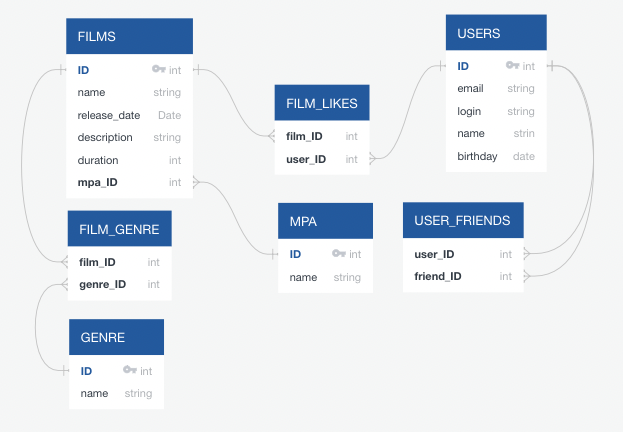 FILMS
ID int
name string
release_date Date
description string
duration int
mpa_ID int
FILM_GENRE
film_ID int
genre_ID int
GENRE
ID int
name string
FILM_LIKES
film_ID int
user_ID int
MPA
ID int
name string
USERS
ID int
email string
login string
name strin
birthday date
USER_FRIENDS
user_ID int
friend_ID int